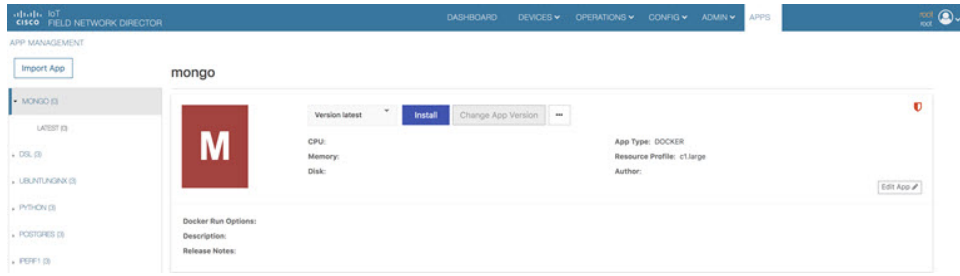 cisco IoT
FIELD NETWORK DIRECTOR
DASHBOARD DEVICES OPERATIONS CONFIG ADMIN APPS
root
root
APP MANAGEMENT
Import App
mongo
MONGO (0)
LATEST (0)
DSL (3)
UBUNTUNGINX (3)
PYTHON (3)
POSTGRES (3)
IPERF1 (3)
M
Version latest Install Change App Version ...
CPU: App Type: DOCKER
Memory: Resource Profile: c1.large
Disk: Author:
Edit App
Docker Run Options:
Description:
Release Notes: